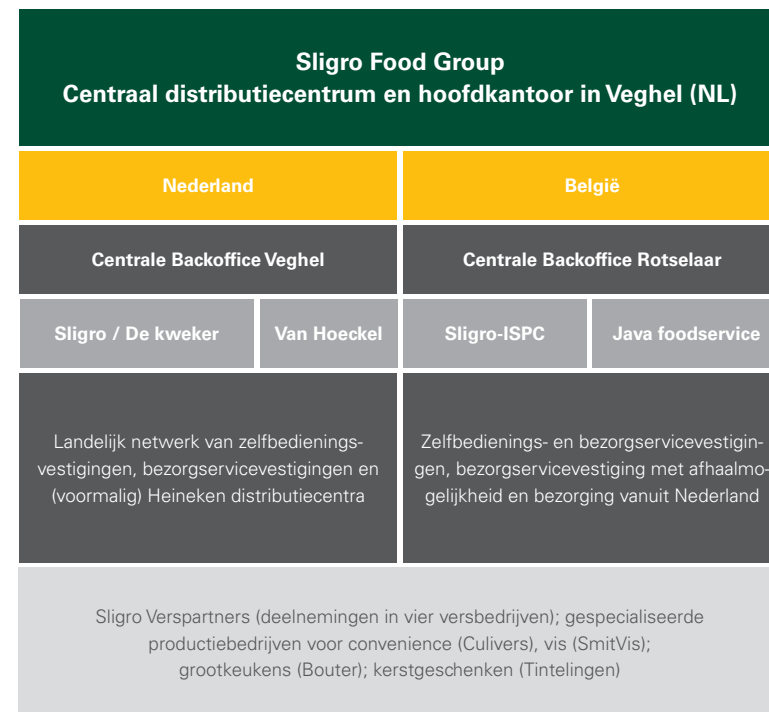 Sligro Food Group
Centraal distributiecentrum en hoofdkantoor in Veghel (NL)
Nederland
België
Centrale Backoffice Veghel
Centrale Backoffice Rotselaar
Sligro / De kweker
Van Hoeckel
Sligro-ISPC
Java foodservice
Landelijk netwerk van zelfbedienings-
vestigingen, bezorgservicevestigingen en
(voormalig) Heineken distributiecentra
Zelfbedienings- en bezorgservicevestigin-
gen, bezorgservicevestiging met afhaalmo-
gelijkheid en bezorging vanuit Nederland
Sligro Verspartners (deelnemingen in vier versbedrijven); gespecialiseerde
productiebedrijven voor convenience (Culivers), vis (SmitVis);
grootkeukens (Bouter); kerstgeschenken (Tintelingen)